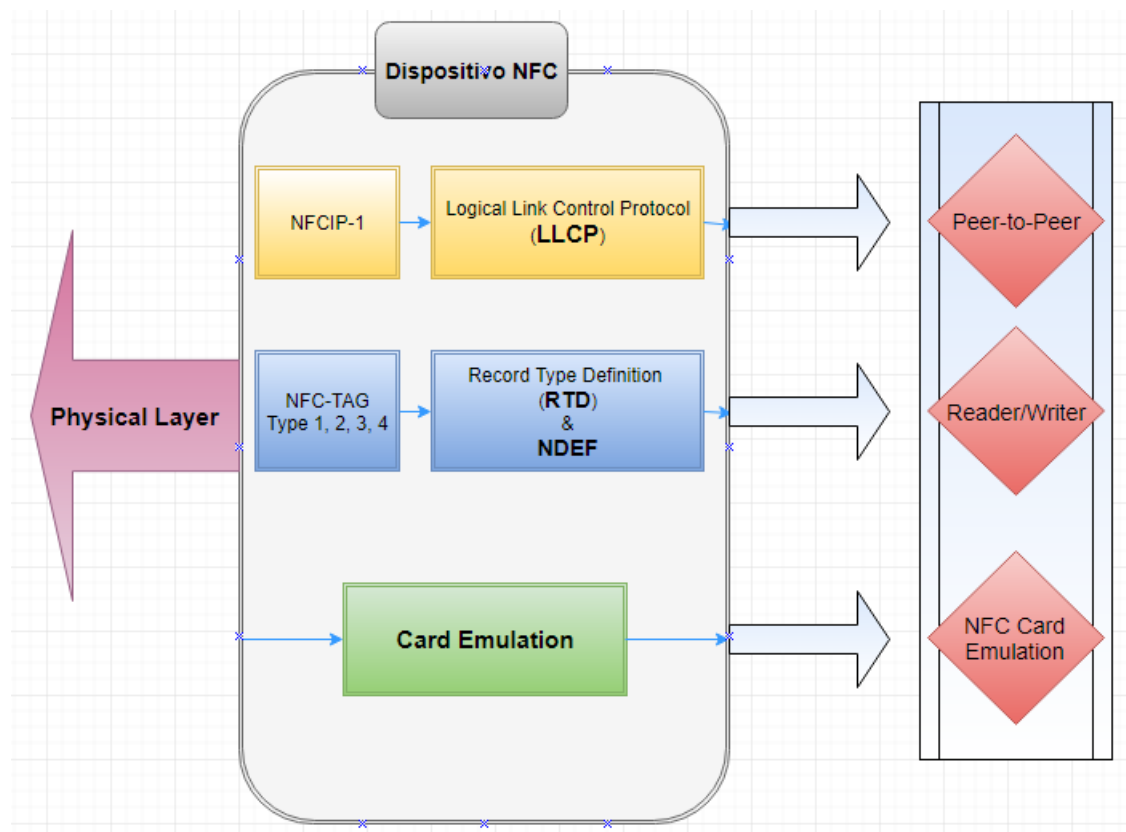 Dispositivo NFC
NFCIP-1
Logical Link Control Protocol
(LLCP)
Peer-to-Peer
Physical Layer
NFC-TAG
Type 1, 2, 3, 4
Record Type Definition
(RTD)
&
NDEF
Reader/Writer
Card Emulation
NFC Card
Emulation